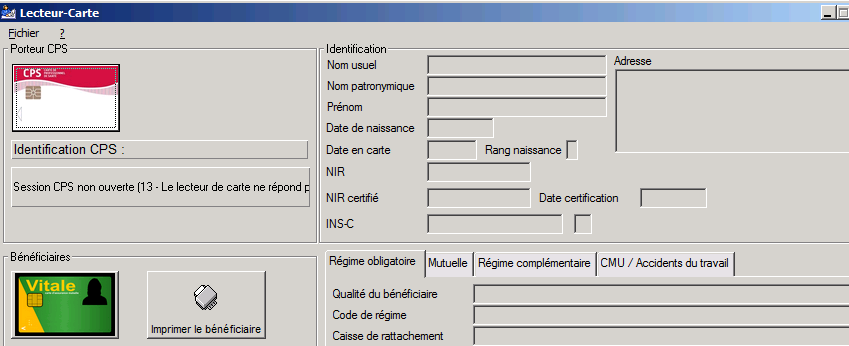 Lecteur-Carte
Fichier ?
Porteur CPS
CPS
Identification CPS :
Session CPS non ouverte (13 - Le lecteur de carte ne répond p
Identification
Nom usuel
Nom patronymique
Prénom
Date de naissance
Date en carte Rang naissance
NIR
NIR certifié Date certification
INS-C
Adresse
Bénéficiaires
Vitale
Imprimer le bénéficiaire
Régime obligatoire Mutuelle Régime complémentaire CMU / Accidents du travail
Qualité du bénéficiaire
Code de régime
Caisse de rattachement